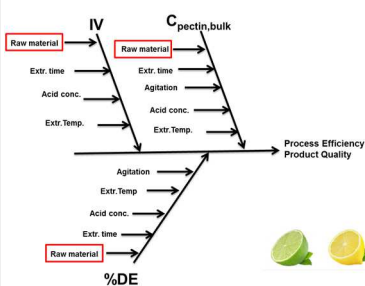 IV
Raw material
Extr. time
Acid conc.
Extr.Temp.
Cpectin,bulk
Raw material
Extr. time
Agitation
Acid conc.
Extr.Temp.
Process Efficiency
Product Quality
Agitation
Extr.Temp
Acid conc.
Extr. time
Raw material
%DE